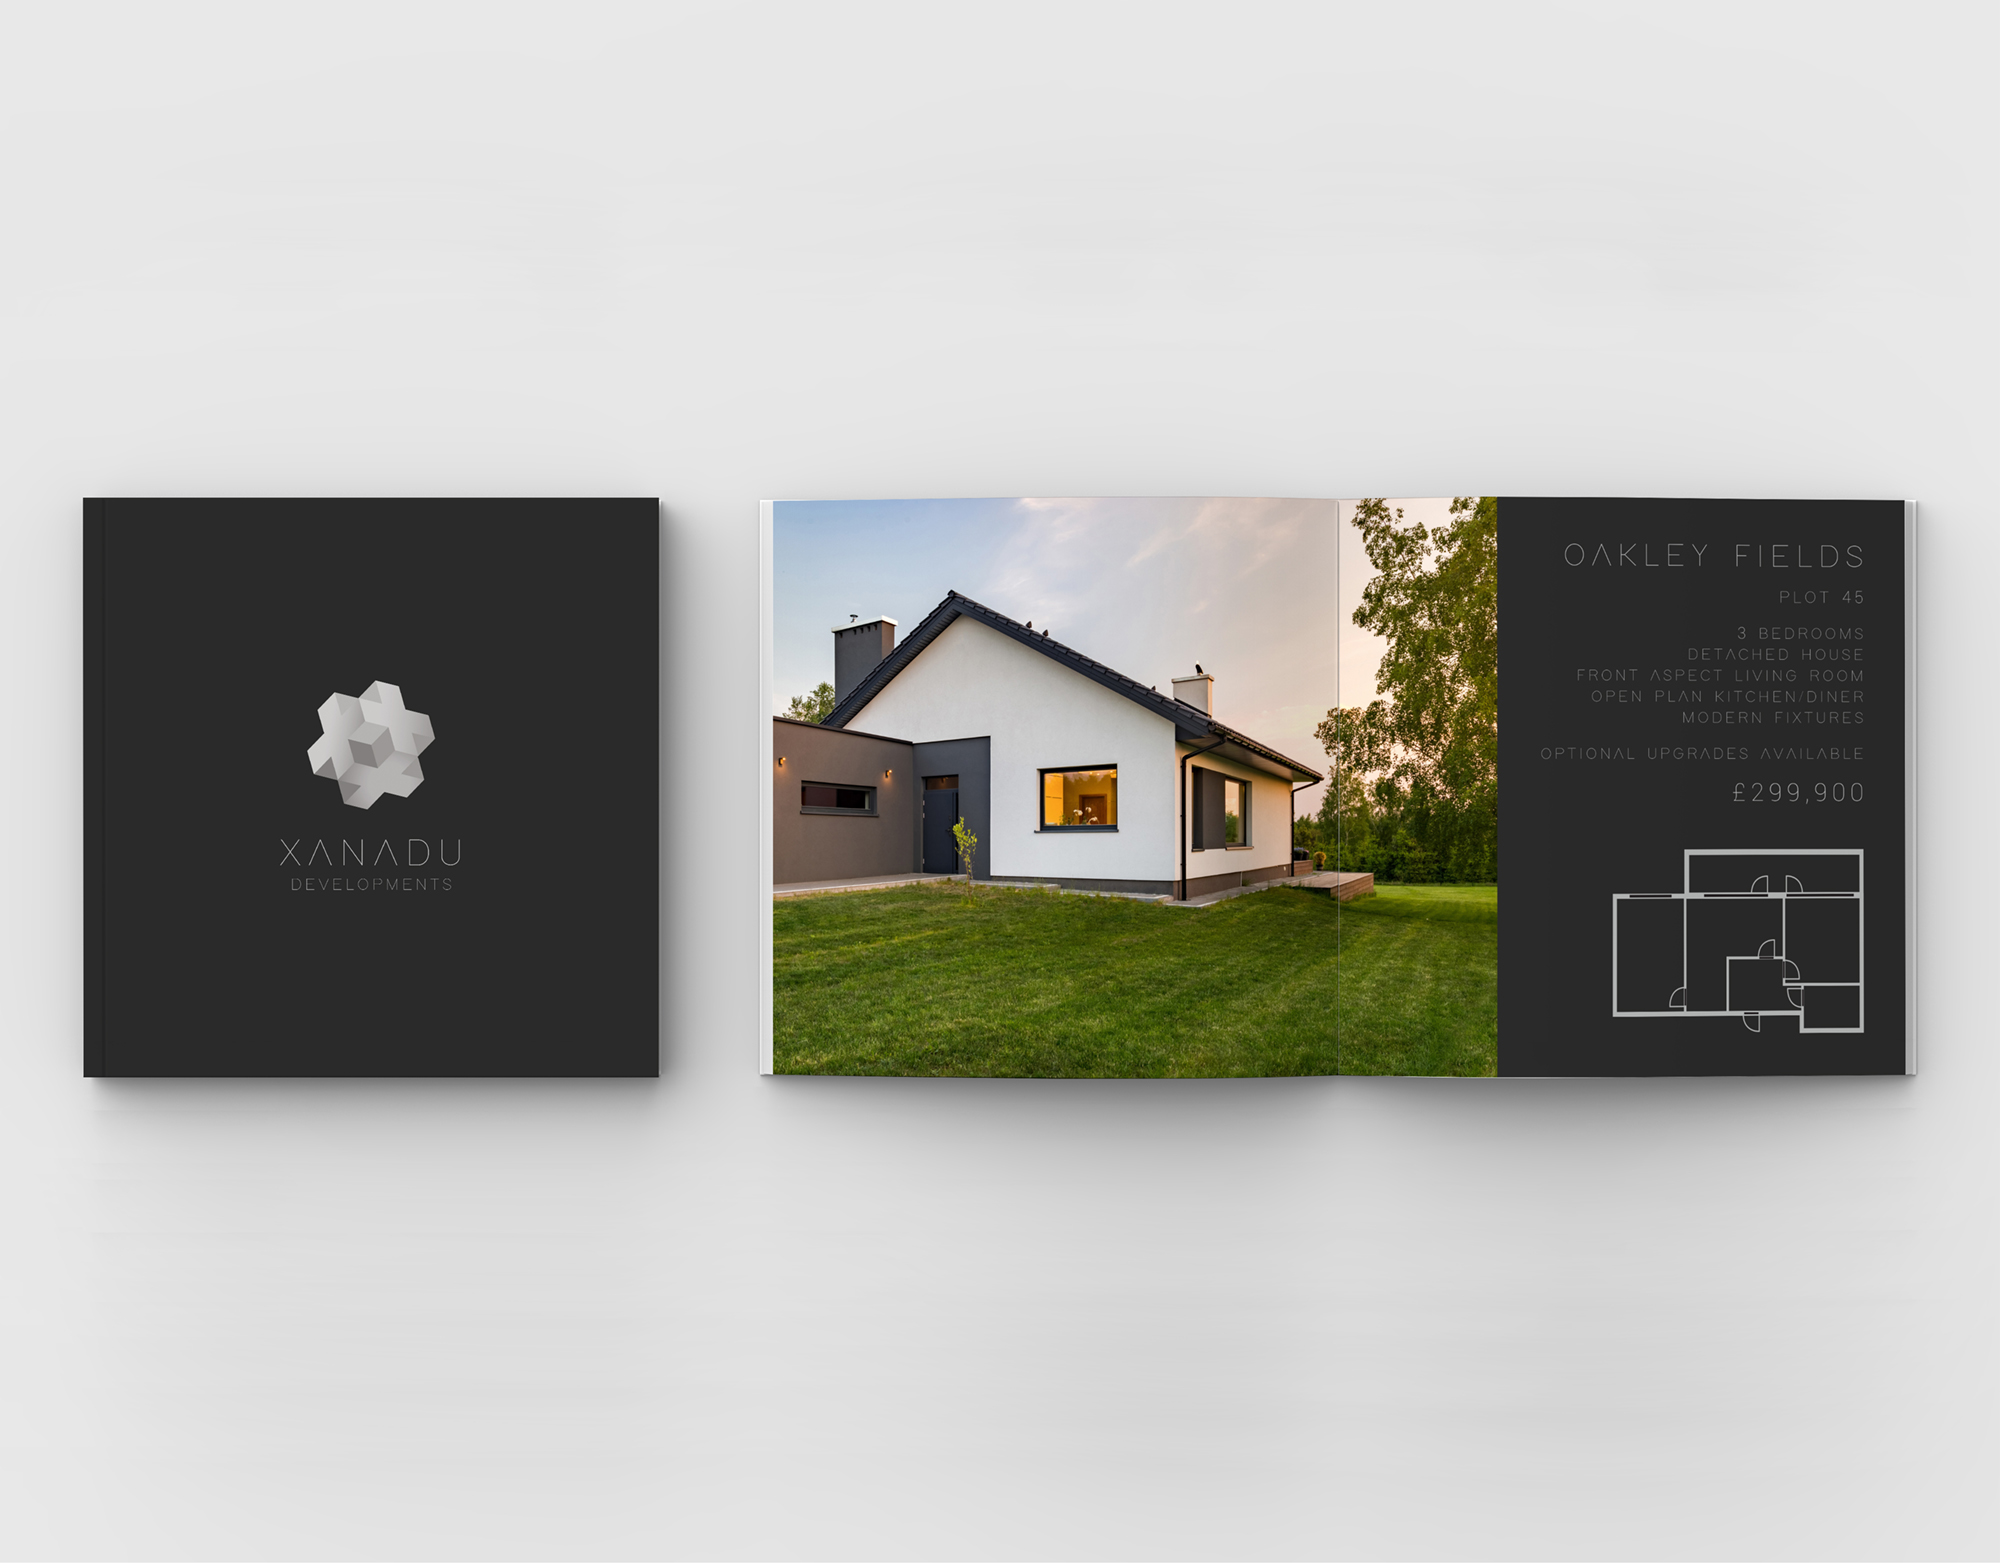 XANADU
DEVELOPMENTS
OAKLEY FIELDS
PLOT 45
3 BEDROOMS
DETACHED HOUSE
FRONT ASPECT LIVING ROOM
OPEN PLAN KITCHEN/DINER
MODERN FIXTURES
OPTIONAL UPGRADES AVAILABLE
£299,900